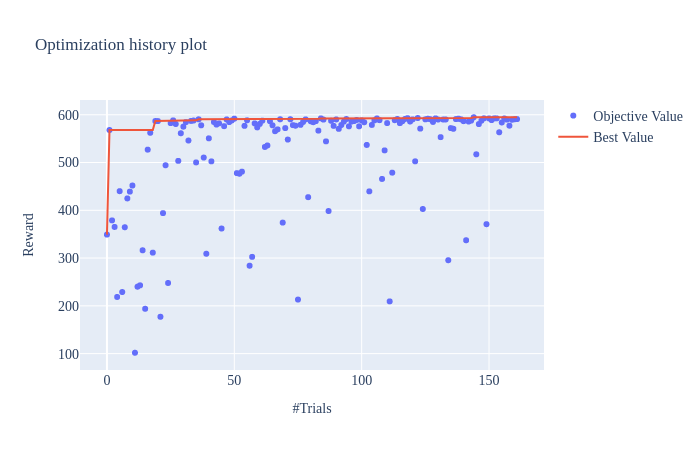 Optimization history plot
Objective Value
Best Value
Reward
600
500
400
300
200
100
0
50
100
150
#Trials